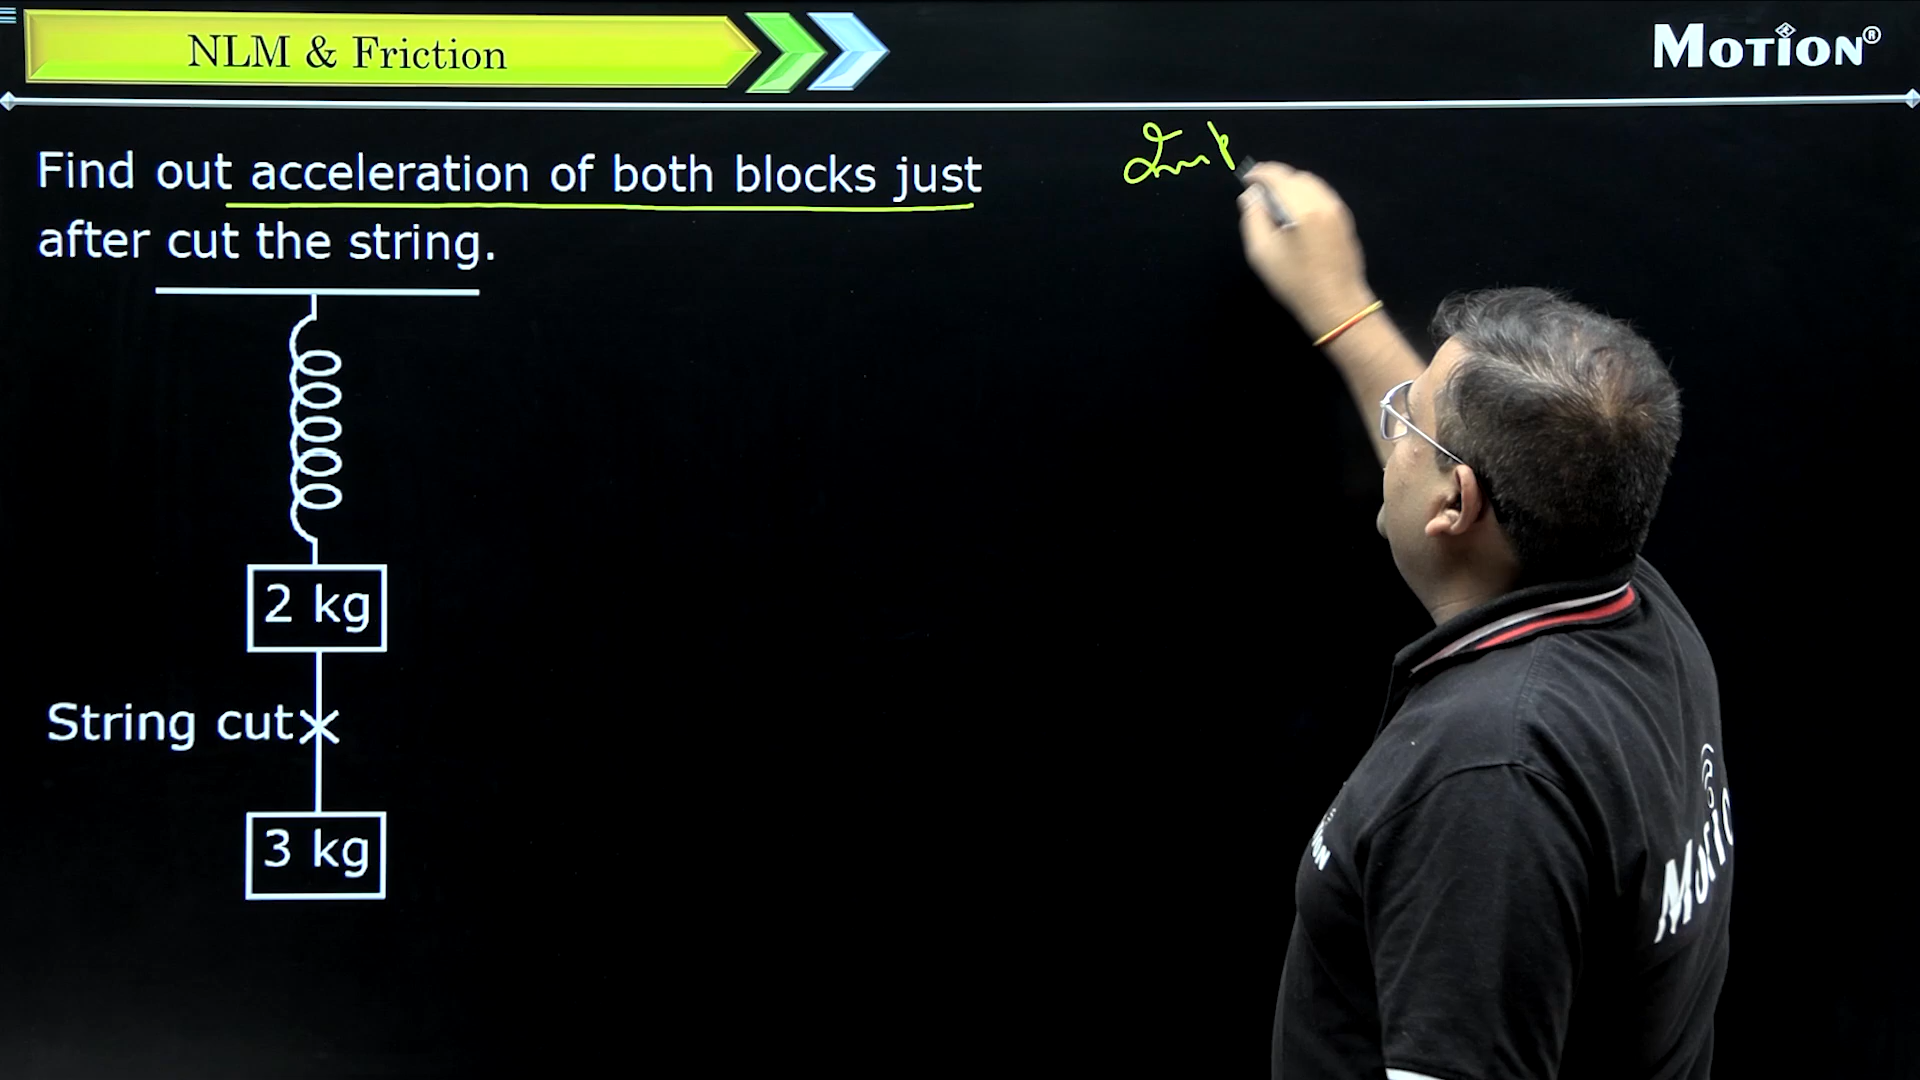 NLM & Friction
MOTION®
Imp
Find out acceleration of both blocks just
after cut the string.
2 kg
String cut
3 kg
MOTION